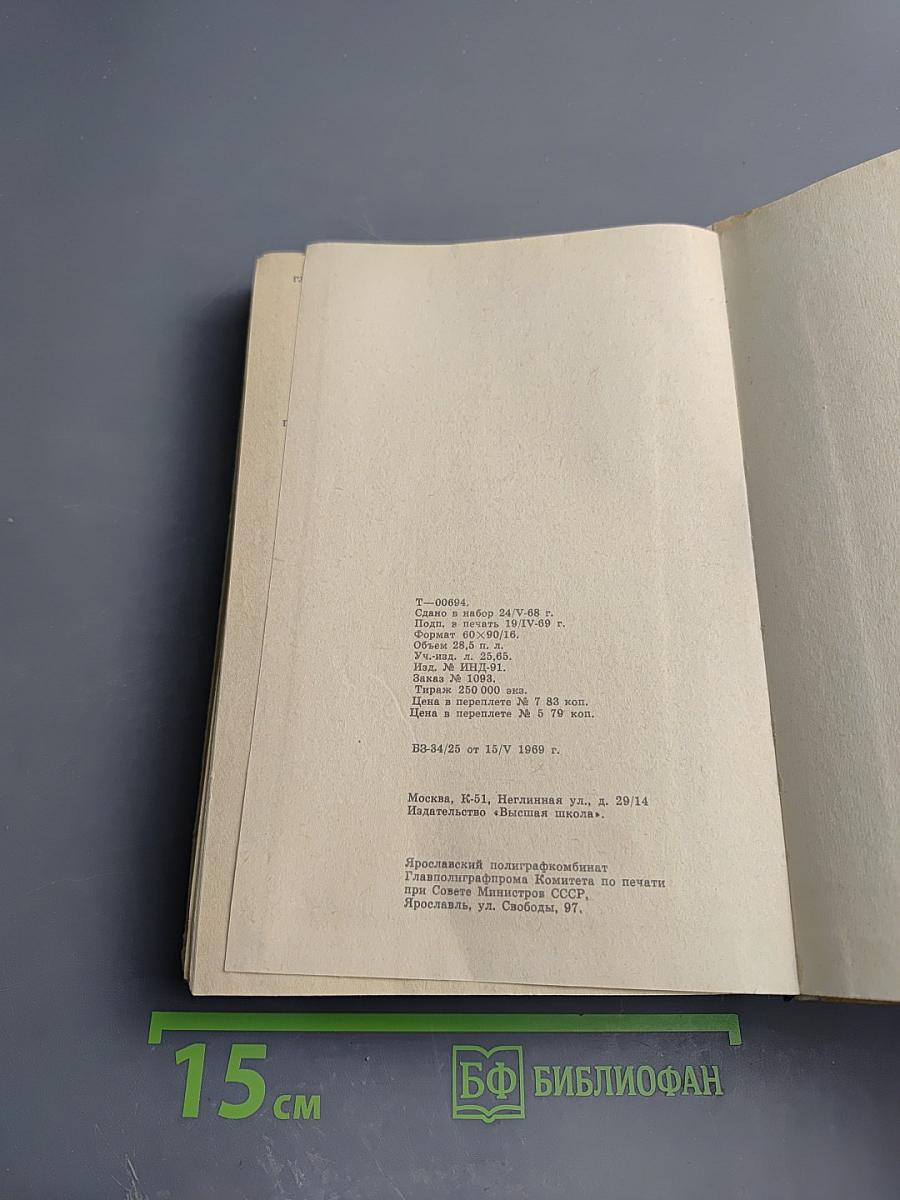 Т—00694.
Сдано в набор 24/V-68 г.
Подп. в печать 19/IV-69 г.
Формат 60×90/16.
Объем 28,5 п. л.
Уч.-изд. л. 25,65.
Изд. № ИНД-91.
Заказ № 1093.
Тираж 250 000 экз.
Цена в переплете № 7 83 коп.
Цена в переплете № 5 79 коп.
БЗ-34/25 от 15/V 1969 г.
Москва, К-51, Неглинная ул., д. 29/14
Издательство «Высшая школа».
Ярославский полиграфкомбинат
Главполиграфпрома Комитета по печати
при Совете Министров СССР.
Ярославль, ул. Свободы, 97.
15 см
БФ БИБЛИОФАН